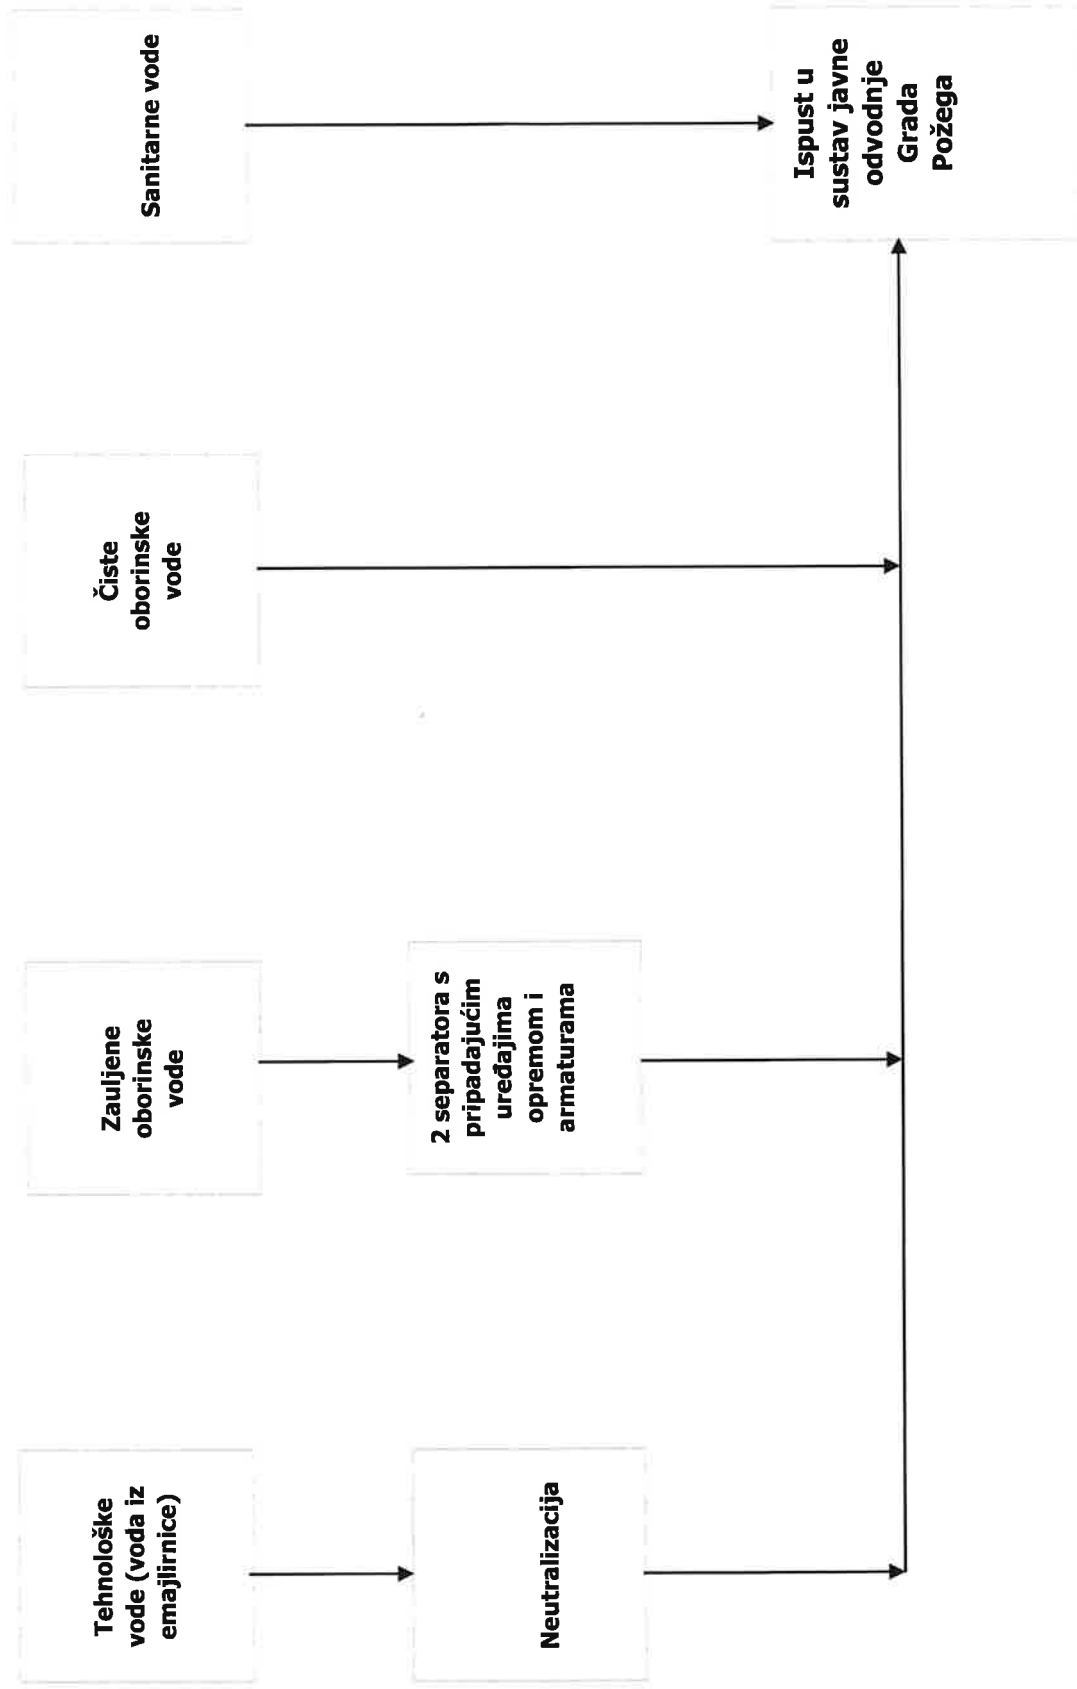 Tehnološke
vode (voda iz
emajlirnice)
Zauljene
oborinske
vode
Čiste
oborinske
vode
Sanitarne vode
Neutralizacija
2 separatora s
pripadajućim
uređajima
opremom i
armaturama
Ispust u
sustav javne
odvodnje
Grada
Požega